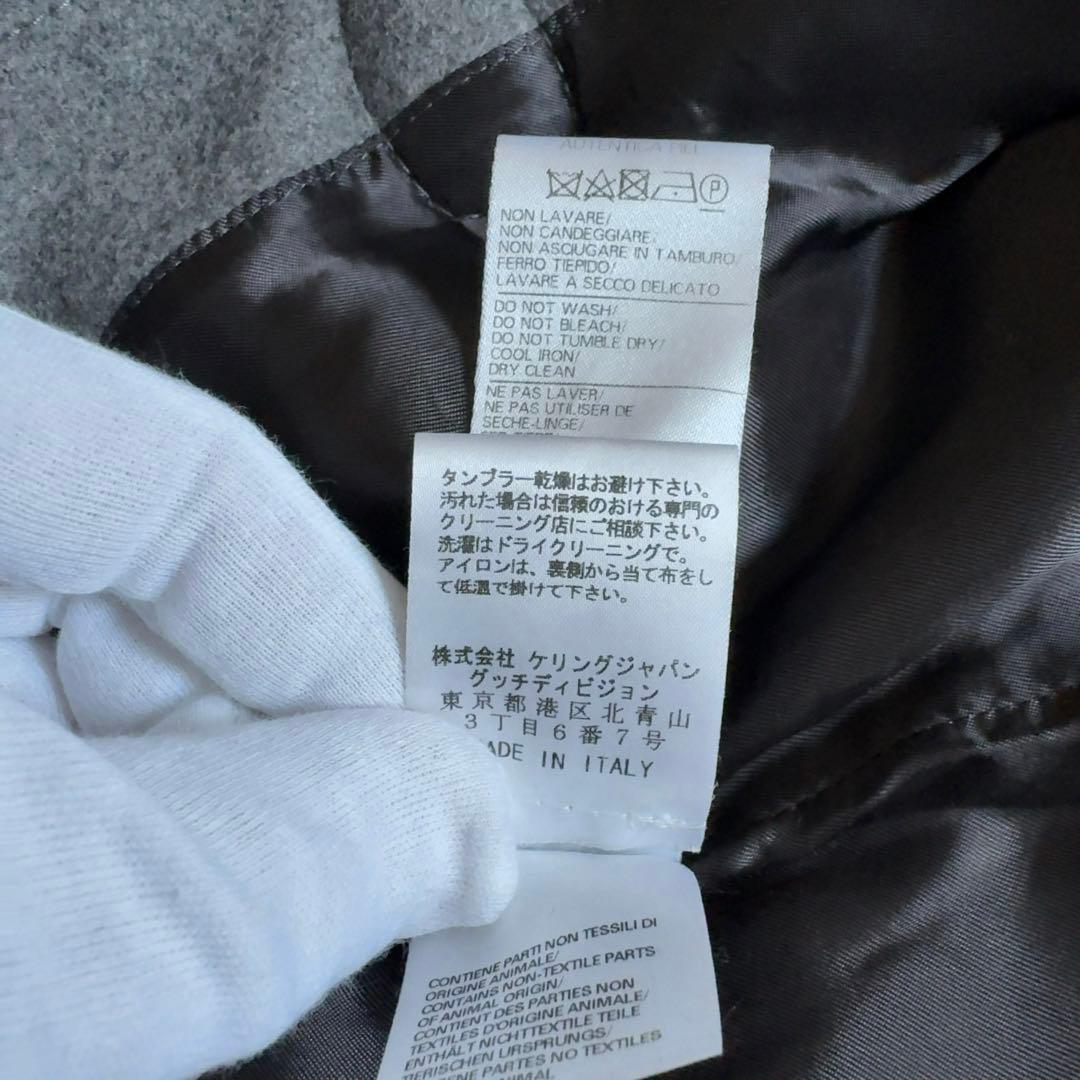 AUTENTICA PIEL
P
NON LAVARE/
NON CANDEGGIARE/
NON ASCIUGARE IN TAMBURO/
FERRO TIEPIDO/
LAVARE A SECCO DELICATO
DO NOT WASH/
DO NOT BLEACH/
DO NOT TUMBLE DRY/
COOL IRON/
DRY CLEAN
NE PAS LAVER/
NE PAS UTILISER DE
SECHE-LINGE/
タンブラー乾燥はお避け下さい。
汚れた場合は信頼のおける専門の
クリーニング店にご相談下さい。
洗濯はドライクリーニングで。
アイロンは、裏側から当て布をし
て低温で掛けて下さい。
株式会社 ケリングジャパン
グッチディビジョン
東京都港区北青山
3丁目6番7号
ADE IN ITALY
CONTIENE PARTI NON TESSILI DI
ORIGINE ANIMALE/
CONTAINS NON-TEXTILE PARTS
OF ANIMAL ORIGIN/
CONTIENT DES PARTIES NON
TEXTILES D'ORIGINE ANIMALE/
ENTHÄLT NICHTTEXTILE TEILE
TIERISCHEN URSPRUNGS/
ENE PARTES NO TEXTILES
NIMAL